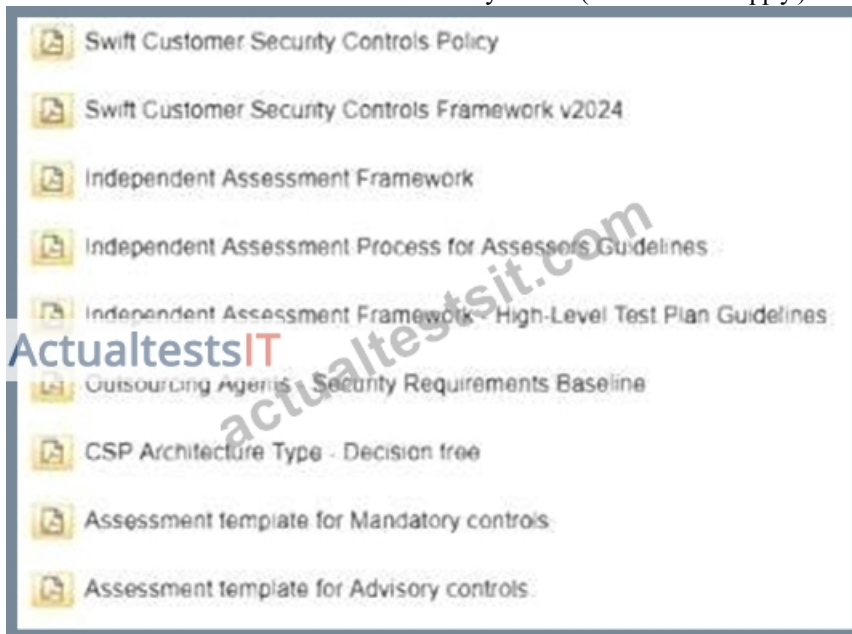 Swift Customer Security Controls Policy
Swift Customer Security Controls Framework v2024
Independent Assessment Framework
Independent Assessment Process for Assessors Guidelines
Independent Assessment Framework - High-Level Test Plan Guidelines
ActualtestsIT
Outsourcing Agents - Security Requirements Baseline
actualtestsit.com
CSP Architecture Type - Decision tree
Assessment template for Mandatory controls
Assessment template for Advisory controls